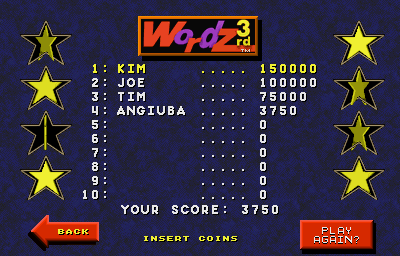 Wordz 3rd TM
1: KIM ..... 150000
2: JOE ..... 100000
3: TIM ..... 75000
4: ANGIUBA ..... 3750
5: ..... 0
6: ..... 0
7: ..... 0
8: ..... 0
9: ..... 0
10: ..... 0
YOUR SCORE: 3750
BACK
INSERT COINS
PLAY
AGAIN?